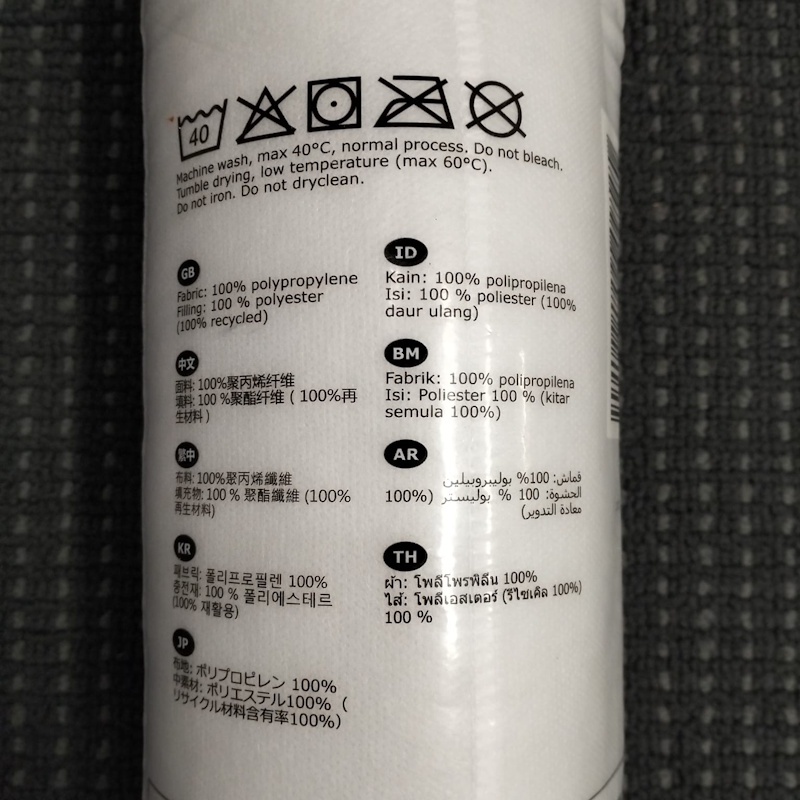 40
Machine wash, max 40°C, normal process. Do not bleach.
Tumble drying, low temperature (max 60°C).
Do not iron. Do not dryclean.
GB
Fabric: 100% polypropylene
Filling: 100 % polyester
(100% recycled)
中文
面料: 100%聚丙烯纤维
填料: 100 %聚酯纤维 ( 100%再
生材料 )
繁中
布料: 100%聚丙烯纖維
填充物: 100 % 聚酯纖維 (100%
再生材料)
KR
패브릭: 폴리프로필렌 100%
충전재: 100 % 폴리에스테르
(100% 재활용)
JP
布地: ポリプロピレン 100%
中素材: ポリエステル100% (
リサイクル材料含有率100%)
ID
Kain: 100% polipropilena
Isi: 100 % poliester (100%
daur ulang)
BM
Fabrik: 100% polipropilena
Isi: Poliester 100 % (kitar
semula 100%)
AR
قماش: 100% بوليبروبيلين
الحشوة: 100 % بوليستر (100%
معادة التدوير)
TH
ผ้า: โพลีโพรพิลีน 100%
ไส้: โพลีเอสเตอร์ (รีไซเคิล 100%)
100 %